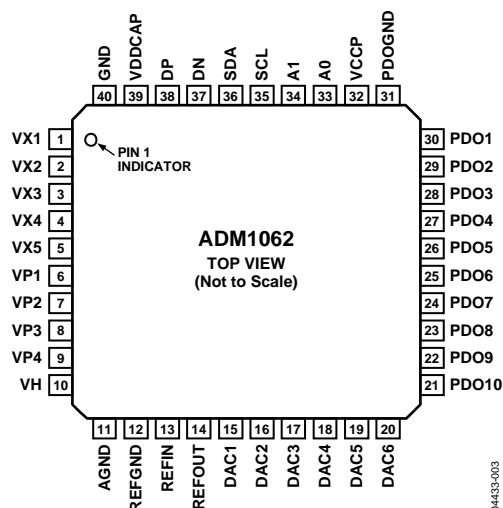 GND
VDDCAP
DP
DN
SDA
SCL
A1
A0
VCCP
PDOGND
40
39
38
37
36
35
34
33
32
31
VX1 1
VX2 2
VX3 3
VX4 4
VX5 5
VP1 6
VP2 7
VP3 8
VP4 9
VH 10
PIN 1
INDICATOR
ADM1062
TOP VIEW
(Not to Scale)
30 PDO1
29 PDO2
28 PDO3
27 PDO4
26 PDO5
25 PDO6
24 PDO7
23 PDO8
22 PDO9
21 PDO10
11
12
13
14
15
16
17
18
19
20
AGND
REFGND
REFIN
REFOUT
DAC1
DAC2
DAC3
DAC4
DAC5
DAC6
04433-003